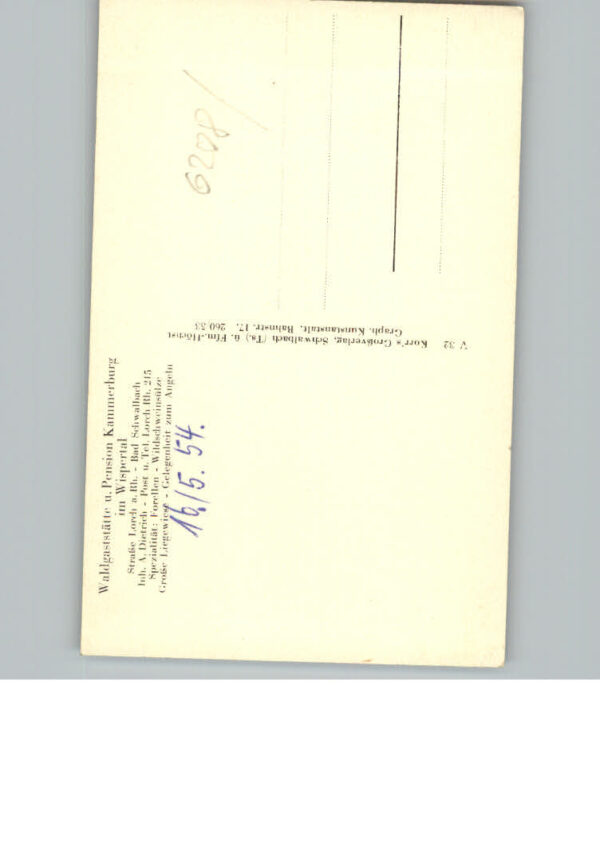 Waldgaststätte u. Pension Kammerburg
im Wispertal
Straße Lorch a. Rh. - Bad Schwalbach
Inh. A. Dietrich - Post u. Tel. Lorch Rh. 215
Spezialität: Forellen - Wildschweinsülze
Große Liegewiese - Gelegenheit zum Angeln
16/5. 54.
V 32 Korr's Großverlag, Schwalbach (Ts.) ü. Ffm.-Höchst
Graph. Kunstanstalt, Bahnstr. 17. 260 53
6208/